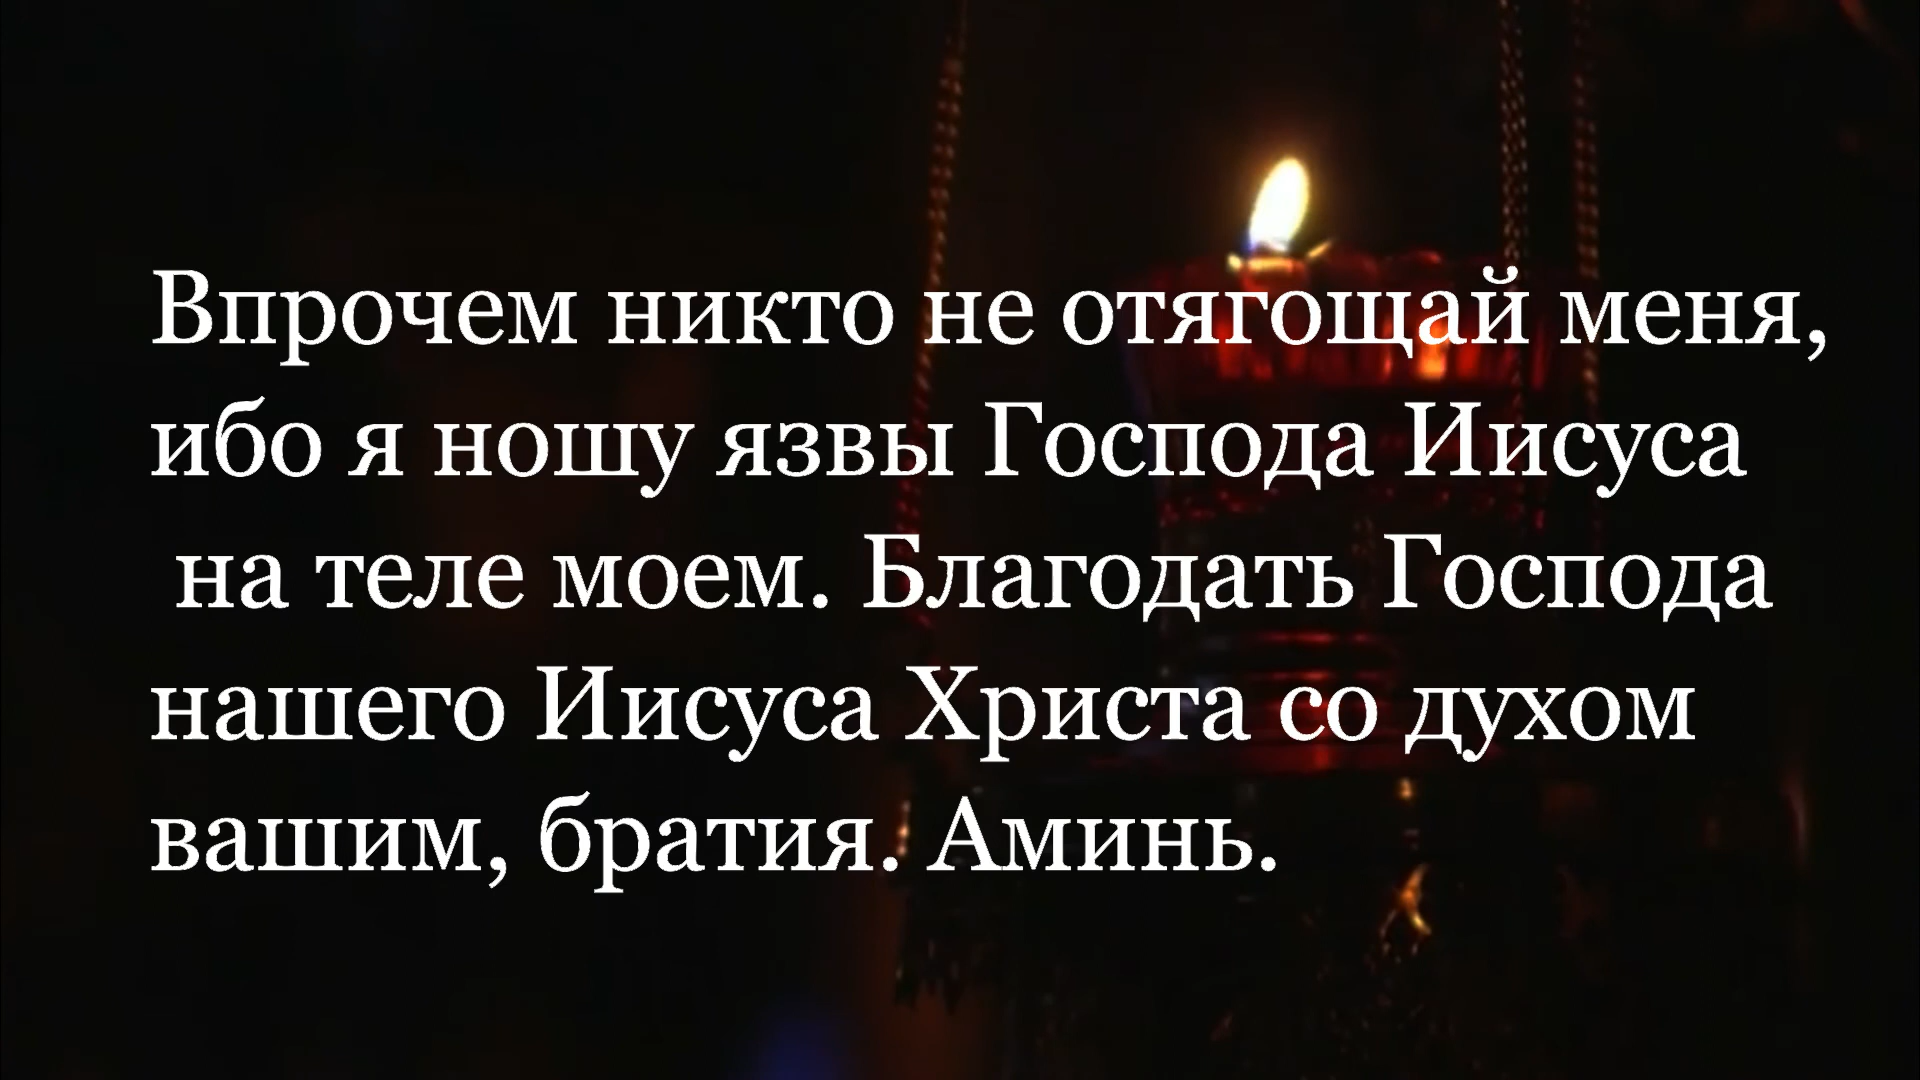 Впрочем никто не отягощай меня,
ибо я ношу язвы Господа Иисуса
на теле моем. Благодать Господа
нашего Иисуса Христа со духом
вашим, братия. Аминь.